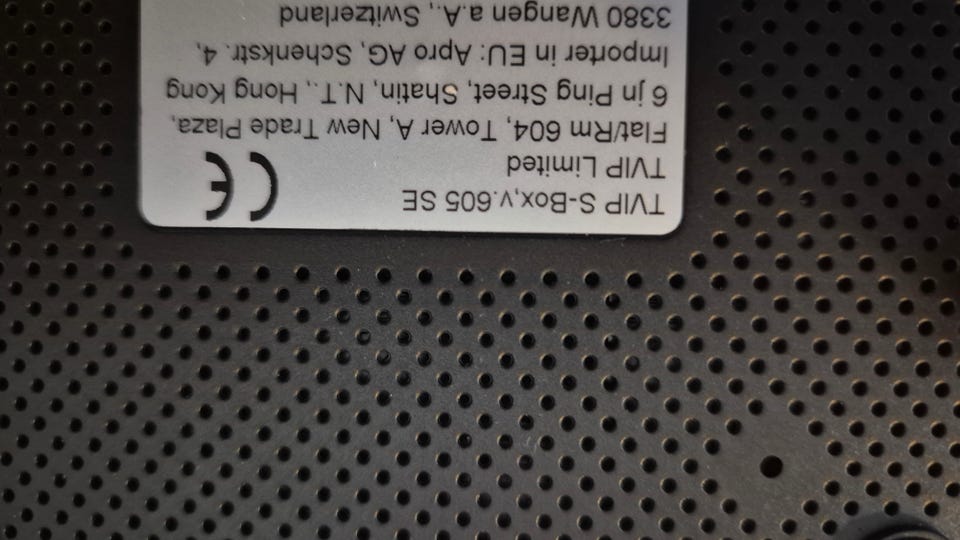 TVIP S-Box,v.605 SE
TVIP Limited
Flat/Rm 604, Tower A, New Trade Plaza,
6 jn Ping Street, Shatin, N.T., Hong Kong
Importer in EU: Apro AG, Schenkstr. 4,
3380 Wangen a.A., Switzerland
CE